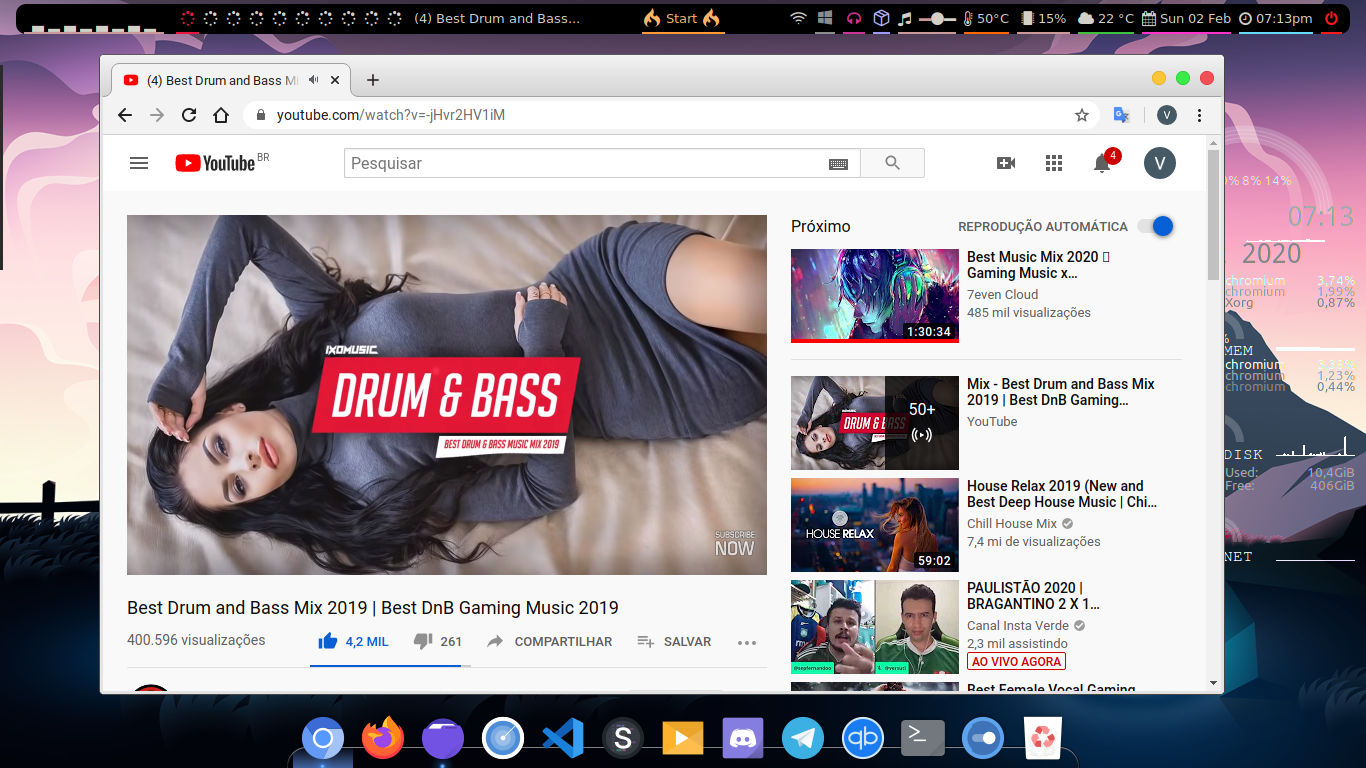 (4) Best Drum and Bass...
Start
50°C
15%
22 °C
Sun 02 Feb
07:13pm
(4) Best Drum and Bass Mi
youtube.com/watch?v=-jHvr2HV1iM
V
YouTube BR
Pesquisar
4
V
0% 8% 14%
07:13
2020
chromium 3,74%
chromium 1,99%
Xorg 0,87%
%
MEM
chromium 3,33%
chromium 1,23%
chromium 0,44%
DISK
Used: 10,4GiB
Free: 406GiB
NET
IXOMUSIC
DRUM & BASS
BEST DRUM & BASS MUSIC MIX 2019
SUBSCRIBE
NOW
Best Drum and Bass Mix 2019 | Best DnB Gaming Music 2019
400.596 visualizações
4,2 MIL
261
COMPARTILHAR
SALVAR
Próximo
REPRODUÇÃO AUTOMÁTICA
1:30:34
Best Music Mix 2020
Gaming Music x...
7even Cloud
485 mil visualizações
DRUM & BASS
50+
Mix - Best Drum and Bass Mix
2019 | Best DnB Gaming...
YouTube
HOUSE RELAX
59:02
House Relax 2019 (New and
Best Deep House Music | Chi...
Chill House Mix
7,4 mi de visualizações
@sepfernandoo
@versuti
PAULISTÃO 2020 |
BRAGANTINO 2 X 1...
Canal Insta Verde
2,3 mil assistindo
AO VIVO AGORA
Best Female Vocal Gaming
S
qb